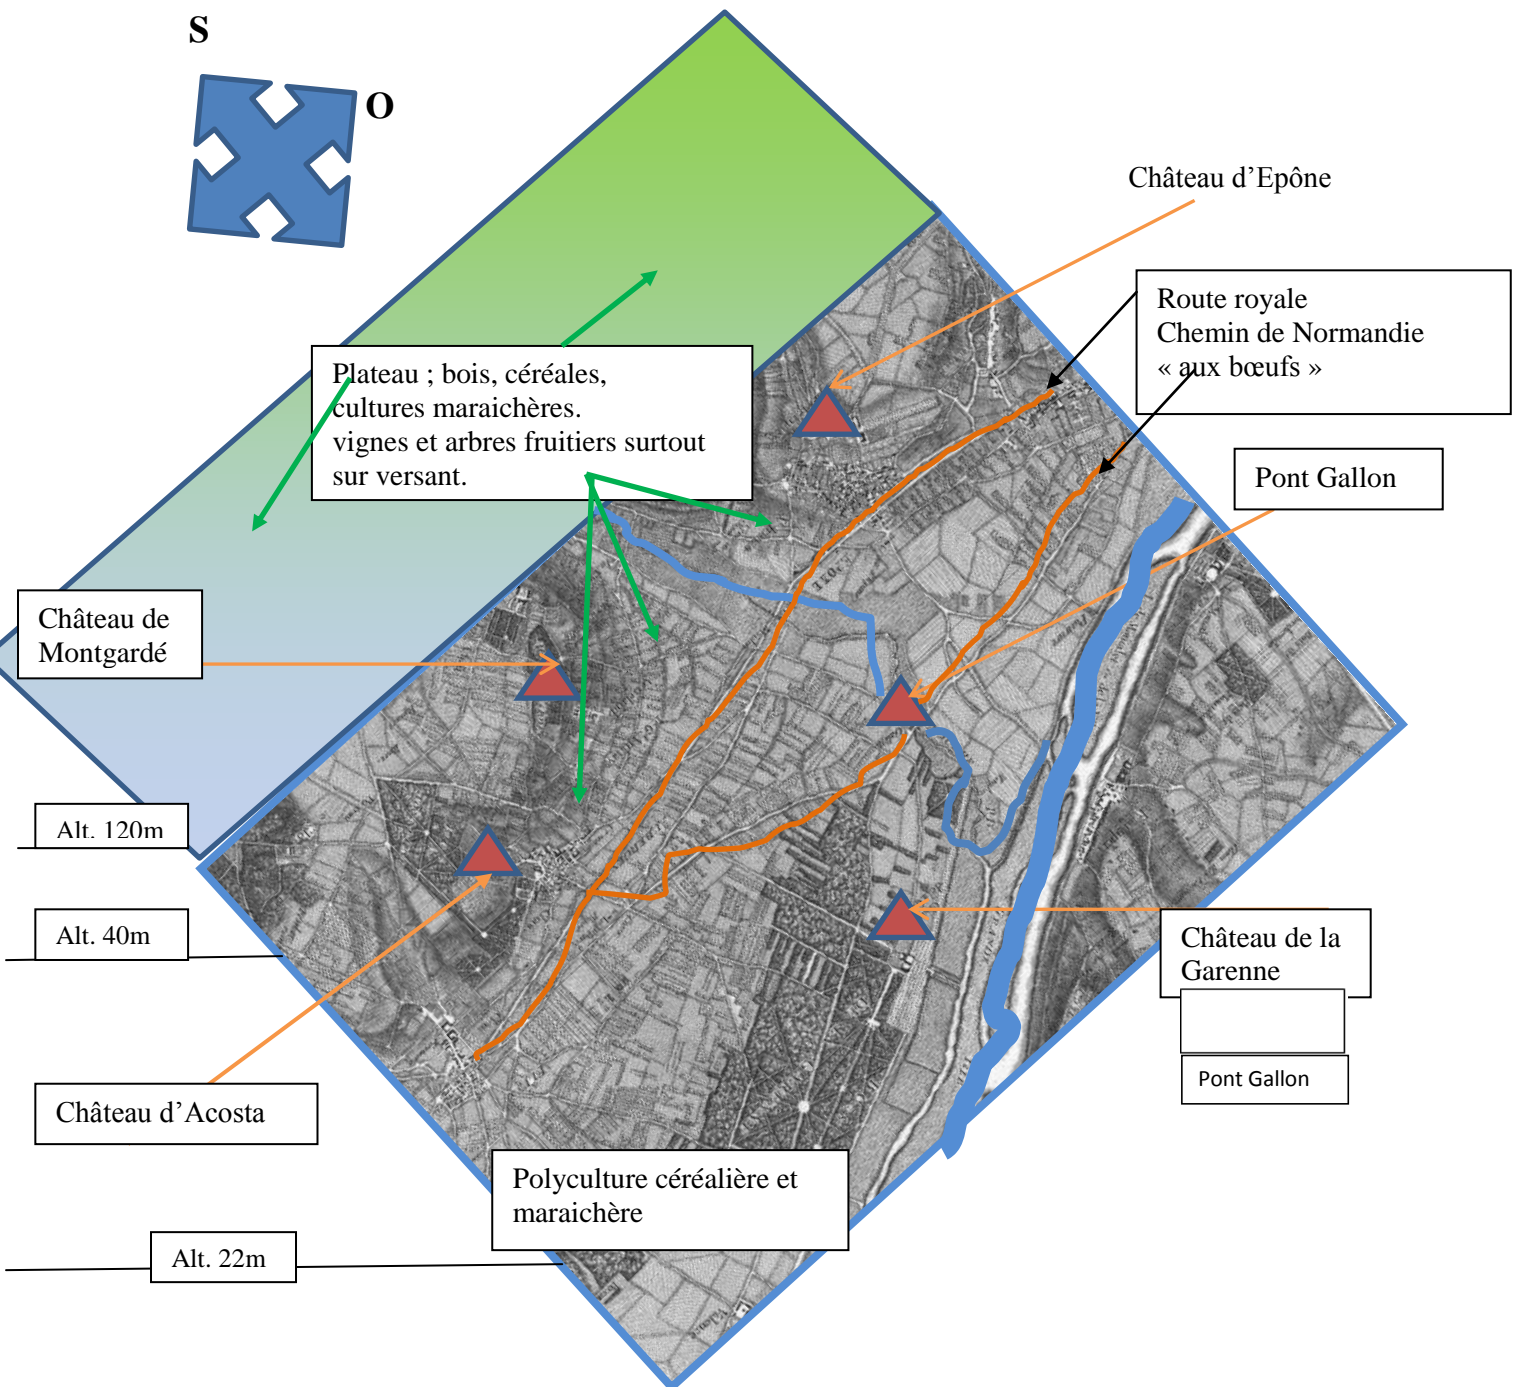 S
O
Château d’Epône
Route royale
Chemin de Normandie
« aux bœufs »
Plateau ; bois, céréales,
cultures maraichères.
vignes et arbres fruitiers surtout
sur versant.
Pont Gallon
Château de
Montgardé
Alt. 120m
Alt. 40m
Château de la
Garenne
Pont Gallon
Château d’Acosta
Polyculture céréalière et
maraichère
Alt. 22m